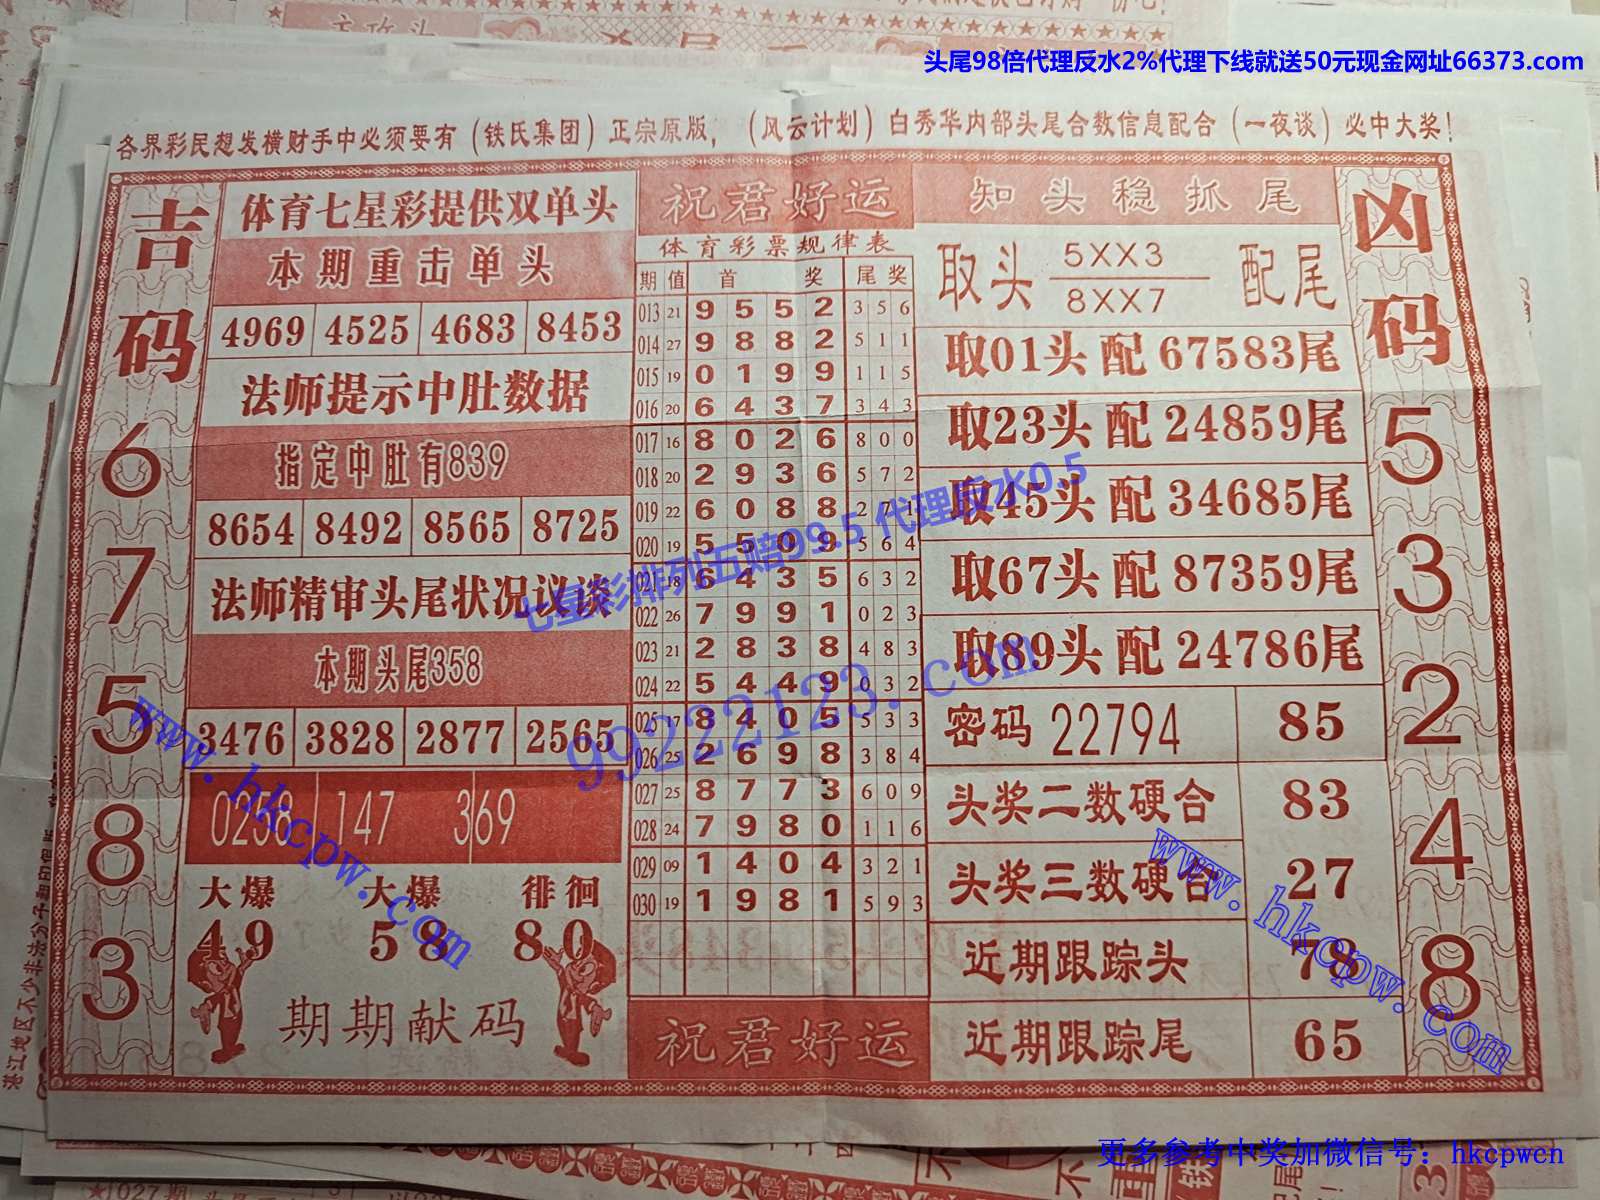 头尾98倍代理反水2%代理下线就送50元现金网址66373.com
各界彩民想发横财手中必须要有(铁氏集团)正宗原版，(风云计划)白秀华内部头尾合数信息配合(一夜谈)必中大奖！
吉码
6
7
5
8
3
体育七星彩提供双单头
本期重击单头
4969 4525 4683 8453
法师提示中肚数据
指定中肚有839
8654 8492 8565 8725
法师精审头尾状况议谈
本期头尾358
3476 3828 2877 2565
0258 147 369
大爆 大爆 徘徊
49 58 80
期期献码
祝君好运
体育彩票规律表
期 值 首 奖 尾奖
013 21 9 5 5 2 3 5 6
014 27 9 8 8 2 5 1 1
015 19 0 1 9 9 1 1 5
016 20 6 4 3 7 3 4 3
017 16 8 0 2 6 8 0 0
018 20 2 9 3 6 5 7 2
019 22 6 0 8 8 2 7 1
020 19 5 5 0 9 5 6 4
021 18 6 4 3 5 6 3 2
022 26 7 9 9 1 0 2 3
023 21 2 8 3 8 4 8 3
024 22 5 4 4 9 0 3 2
025 17 8 4 0 5 5 3 3
026 25 2 6 9 8 3 8 4
027 25 8 7 7 3 6 0 9
028 24 7 9 8 0 1 1 6
029 09 1 4 0 4 3 2 1
030 19 1 9 8 1 5 9 3
祝君好运
知头稳抓尾
取头 5XX3 配尾
8XX7
取01头 配 67583尾
取23头 配 24859尾
取45头 配 34685尾
取67头 配 87359尾
取89头 配 24786尾
密码 22794 85
头奖二数硬合 83
头奖三数硬合 27
近期跟踪头 78
近期跟踪尾 65
凶码
5
3
2
4
8
七星彩排列五赔99.5 代理反水0.5
99222123.com
www.hkcpw.com
www.hkcpw.com
更多参考中奖加微信号：hkcpwcn